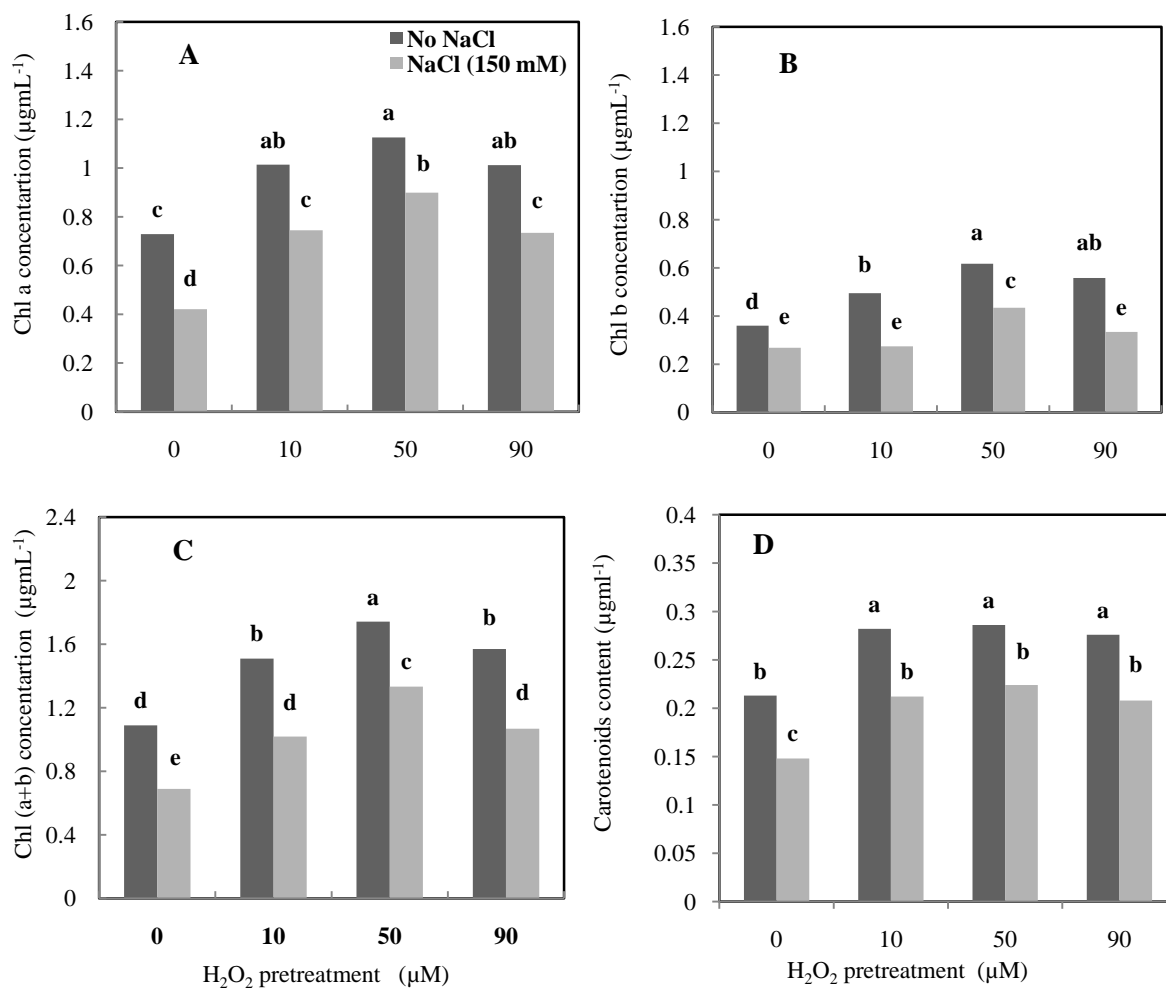 A
No NaCl
NaCl (150 mM)
Chl a concentartion (µgmL⁻¹)
1.6
1.4
1.2
1
0.8
0.6
0.4
0.2
0
c
d
ab
c
a
b
ab
c
0 10 50 90
B
Chl b concentartion (µgmL⁻¹)
1.6
1.4
1.2
1
0.8
0.6
0.4
0.2
0
d
e
b
e
a
c
ab
e
0 10 50 90
C
Chl (a+b) concentartion (µgmL⁻¹)
2.4
2
1.6
1.2
0.8
0.4
0
d
e
b
d
a
c
b
d
0 10 50 90
H₂O₂ pretreatment (µM)
D
Carotenoids content (µgml⁻¹)
0.4
0.35
0.3
0.25
0.2
0.15
0.1
0.05
0
b
c
a
b
a
b
a
b
0 10 50 90
H₂O₂ pretreatment (µM)